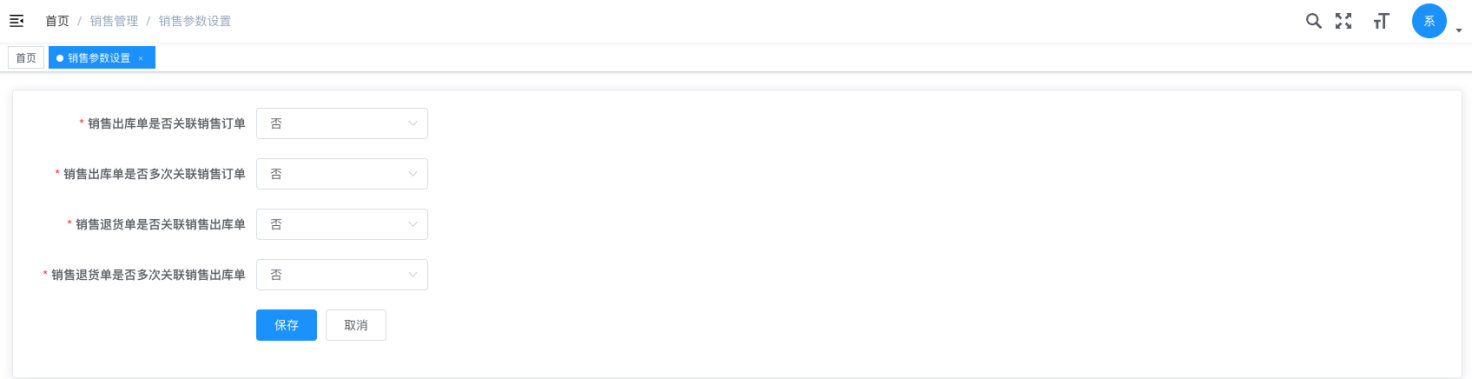 首页 / 销售管理 / 销售参数设置
系
首页
销售参数设置 ×
* 销售出库单是否关联销售订单 否
* 销售出库单是否多次关联销售订单 否
* 销售退货单是否关联销售出库单 否
* 销售退货单是否多次关联销售出库单 否
保存 取消